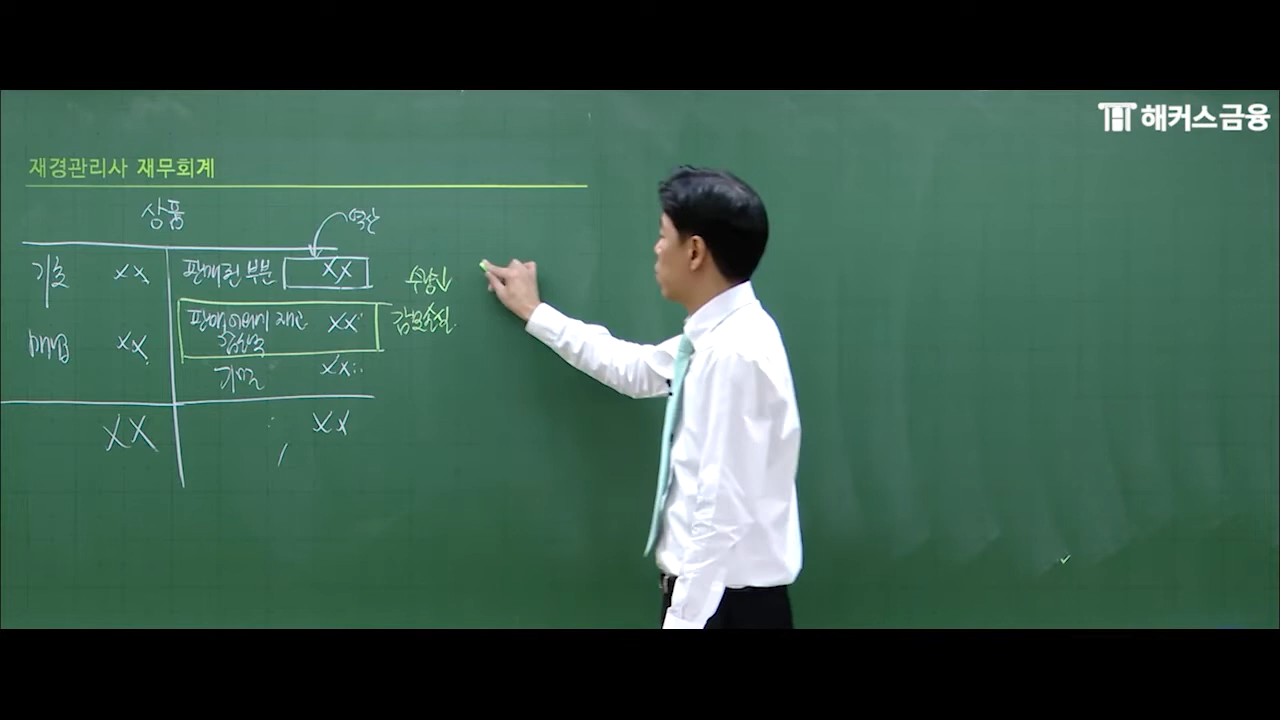 해커스금융
재경관리사 재무회계
상품
역산
기초 XX 판매된 부분 XX
수량↓
판매 이외의 재고 XX
감모손실
감소액
매입 XX
기말 XX
XX XX